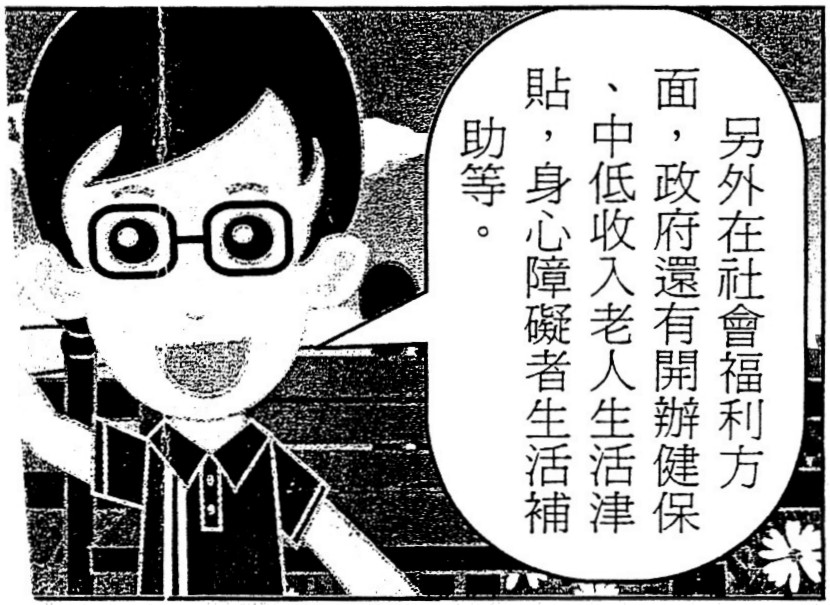 另外在社會福利方
面，政府還有開辦健保
、中低收入老人生活津
貼，身心障礙者生活補
助等。